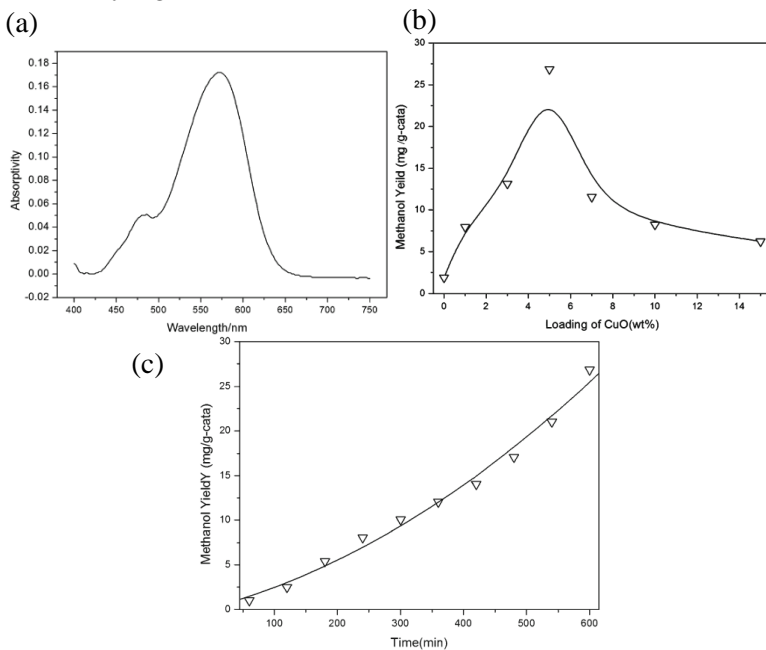 (a)
0.18
0.16
0.14
0.12
0.10
0.08
0.06
0.04
0.02
0.00
-0.02
Absorptivity
400 450 500 550 600 650 700 750
Wavelength/nm
(b)
30
25
20
15
10
5
0
Methanol Yeild (mg /g-cata)
0 2 4 6 8 10 12 14
Loading of CuO(wt%)
(c)
30
25
20
15
10
5
0
Methanol YieldY (mg/g-cata)
100 200 300 400 500 600
Time(min)